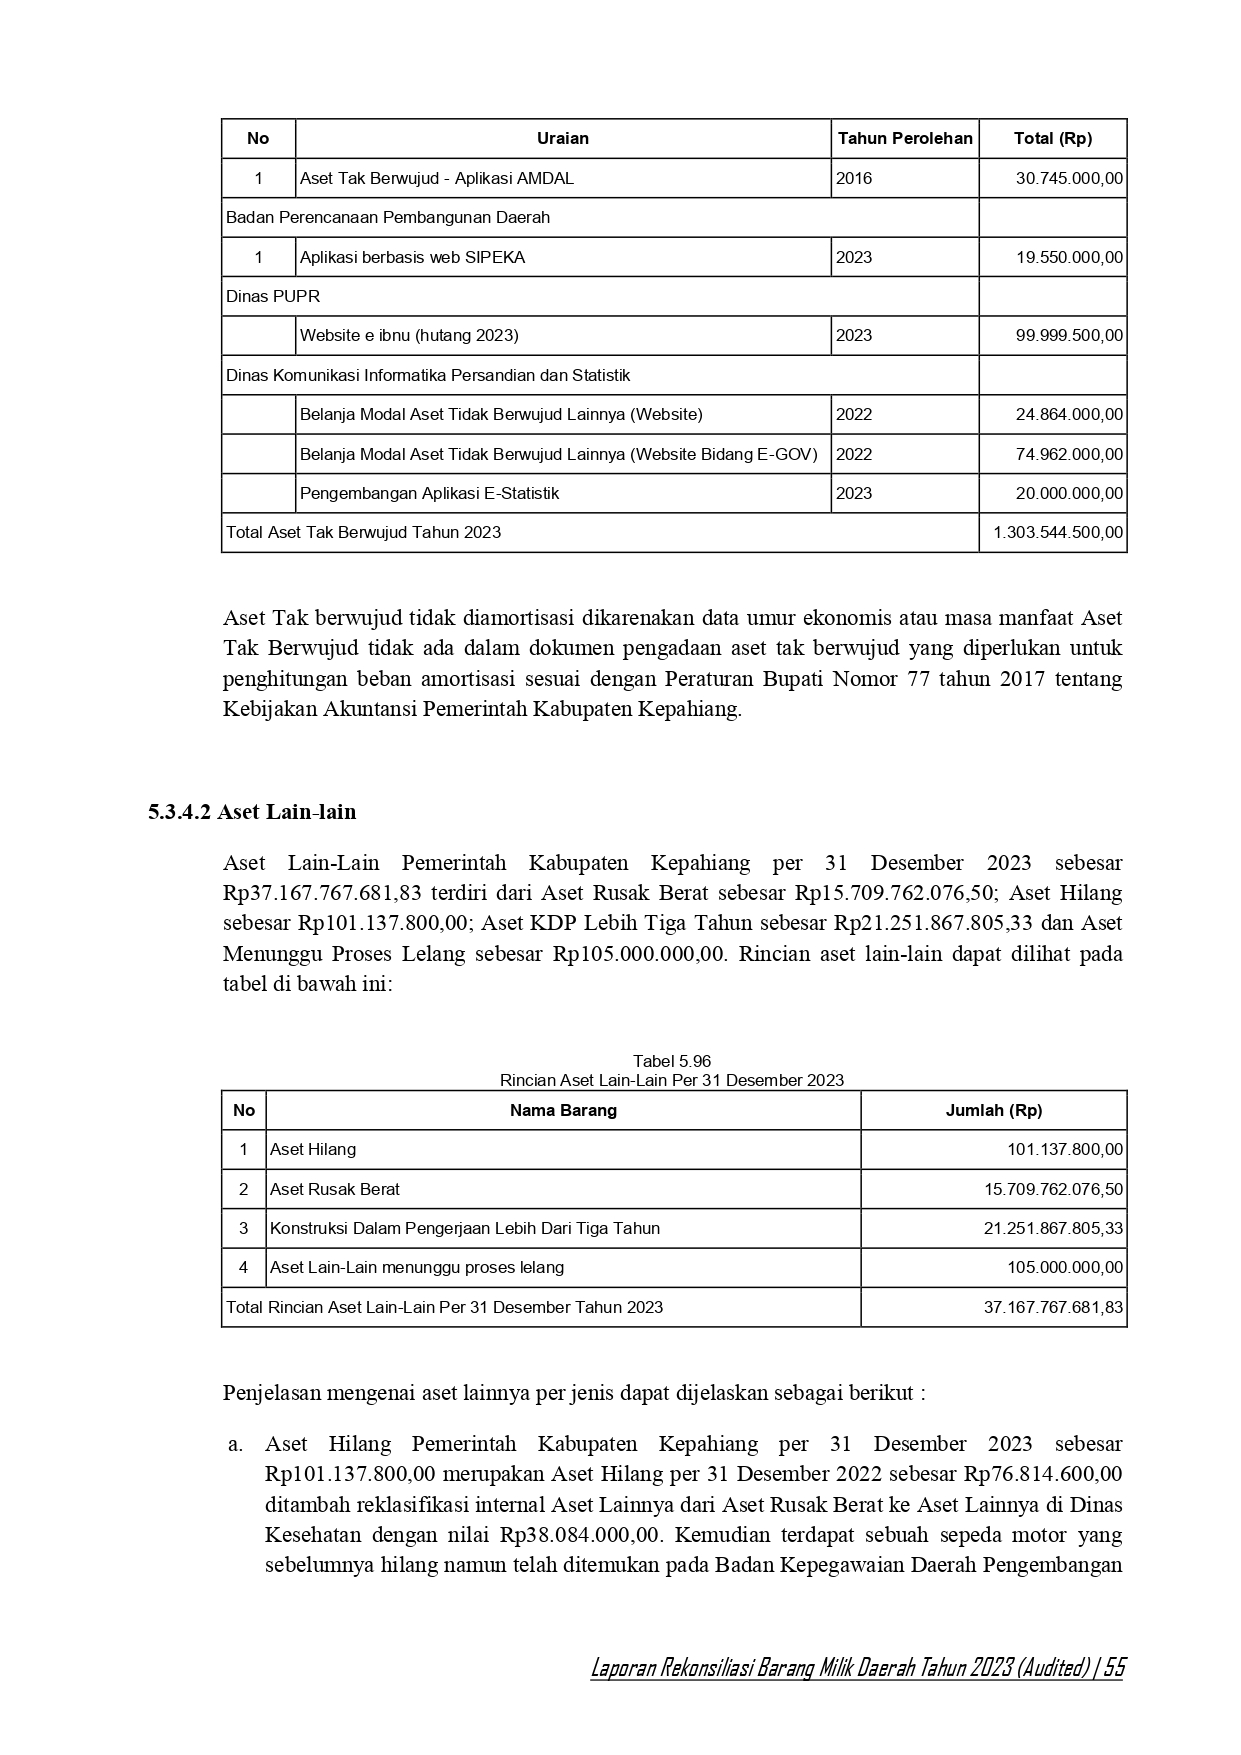 No Uraian Tahun Perolehan Total (Rp)
1 Aset Tak Berwujud - Aplikasi AMDAL 2016 30.745.000,00
Badan Perencanaan Pembangunan Daerah
1 Aplikasi berbasis web SIPEKA 2023 19.550.000,00
Dinas PUPR
Website e ibnu (hutang 2023) 2023 99.999.500,00
Dinas Komunikasi Informatika Persandian dan Statistik
Belanja Modal Aset Tidak Berwujud Lainnya (Website) 2022 24.864.000,00
Belanja Modal Aset Tidak Berwujud Lainnya (Website Bidang E-GOV) 2022 74.962.000,00
Pengembangan Aplikasi E-Statistik 2023 20.000.000,00
Total Aset Tak Berwujud Tahun 2023 1.303.544.500,00
Aset Tak berwujud tidak diamortisasi dikarenakan data umur ekonomis atau masa manfaat Aset
Tak Berwujud tidak ada dalam dokumen pengadaan aset tak berwujud yang diperlukan untuk
penghitungan beban amortisasi sesuai dengan Peraturan Bupati Nomor 77 tahun 2017 tentang
Kebijakan Akuntansi Pemerintah Kabupaten Kepahiang.
5.3.4.2 Aset Lain-lain
Aset Lain-Lain Pemerintah Kabupaten Kepahiang per 31 Desember 2023 sebesar
Rp37.167.767.681,83 terdiri dari Aset Rusak Berat sebesar Rp15.709.762.076,50; Aset Hilang
sebesar Rp101.137.800,00; Aset KDP Lebih Tiga Tahun sebesar Rp21.251.867.805,33 dan Aset
Menunggu Proses Lelang sebesar Rp105.000.000,00. Rincian aset lain-lain dapat dilihat pada
tabel di bawah ini:
Tabel 5.96
Rincian Aset Lain-Lain Per 31 Desember 2023
No Nama Barang Jumlah (Rp)
1 Aset Hilang 101.137.800,00
2 Aset Rusak Berat 15.709.762.076,50
3 Konstruksi Dalam Pengerjaan Lebih Dari Tiga Tahun 21.251.867.805,33
4 Aset Lain-Lain menunggu proses lelang 105.000.000,00
Total Rincian Aset Lain-Lain Per 31 Desember Tahun 2023 37.167.767.681,83
Penjelasan mengenai aset lainnya per jenis dapat dijelaskan sebagai berikut :
a. Aset Hilang Pemerintah Kabupaten Kepahiang per 31 Desember 2023 sebesar
Rp101.137.800,00 merupakan Aset Hilang per 31 Desember 2022 sebesar Rp76.814.600,00
ditambah reklasifikasi internal Aset Lainnya dari Aset Rusak Berat ke Aset Lainnya di Dinas
Kesehatan dengan nilai Rp38.084.000,00. Kemudian terdapat sebuah sepeda motor yang
sebelumnya hilang namun telah ditemukan pada Badan Kepegawaian Daerah Pengembangan
Laporan Rekonsiliasi Barang Milik Daerah Tahun 2023 (Audited) | 55